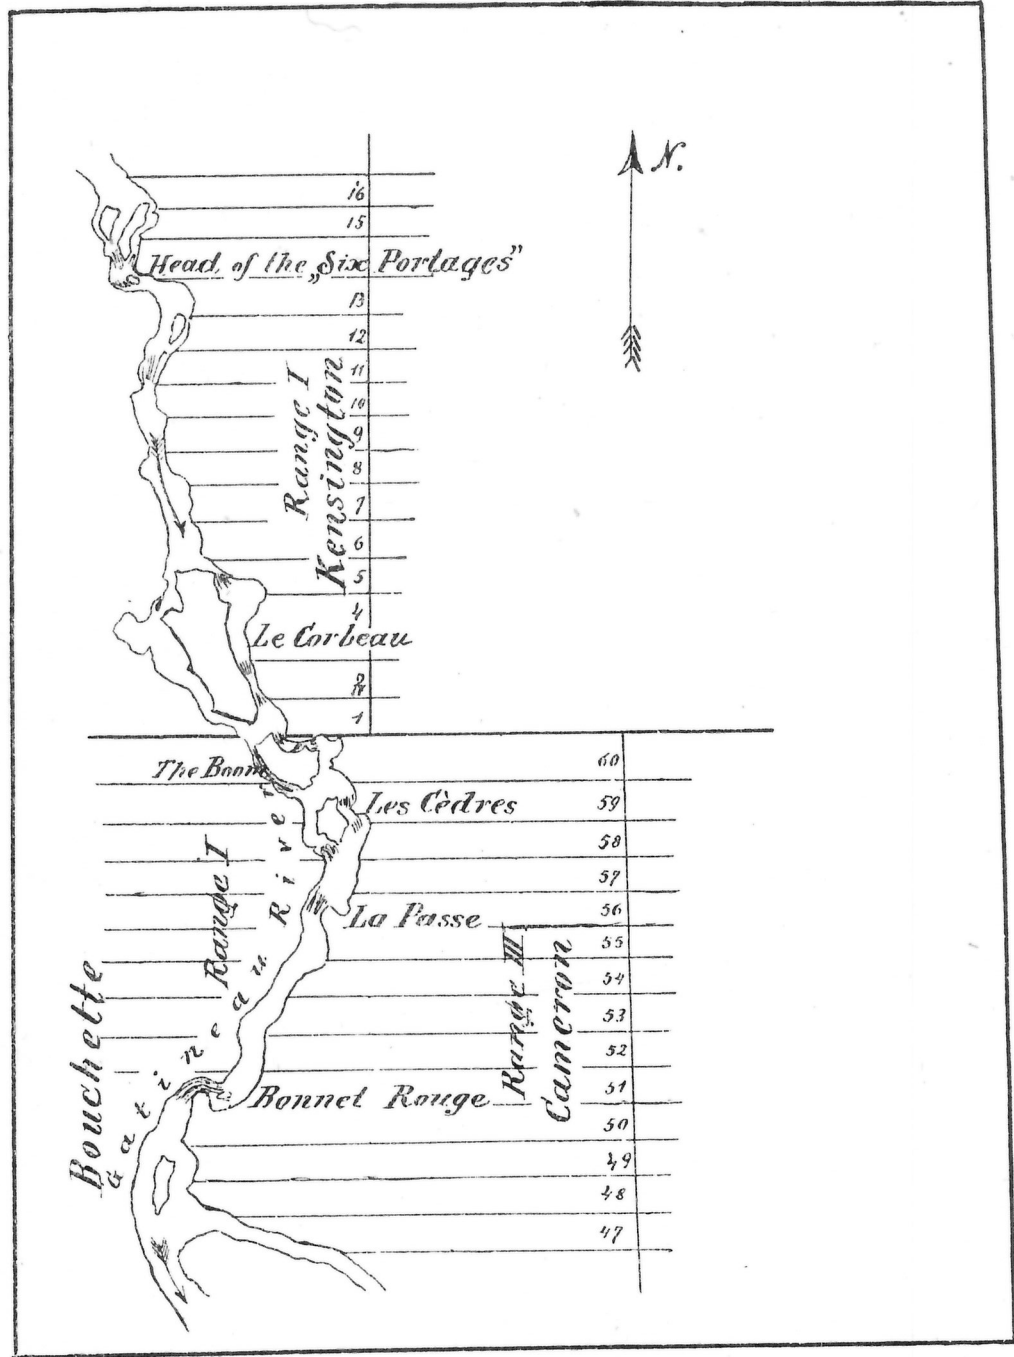 N.
16
15
Head of the „Six Portages"
13
12
11
10
9
8
7
6
5
4
2
1
Range I
Kensington
Le Corbeau
The Boom
Les Cèdres
La Passe
Bonnet Rouge
Gatineau River
Range I
Bouchette
Range III
Cameron
60
59
58
57
56
55
54
53
52
51
50
49
48
47